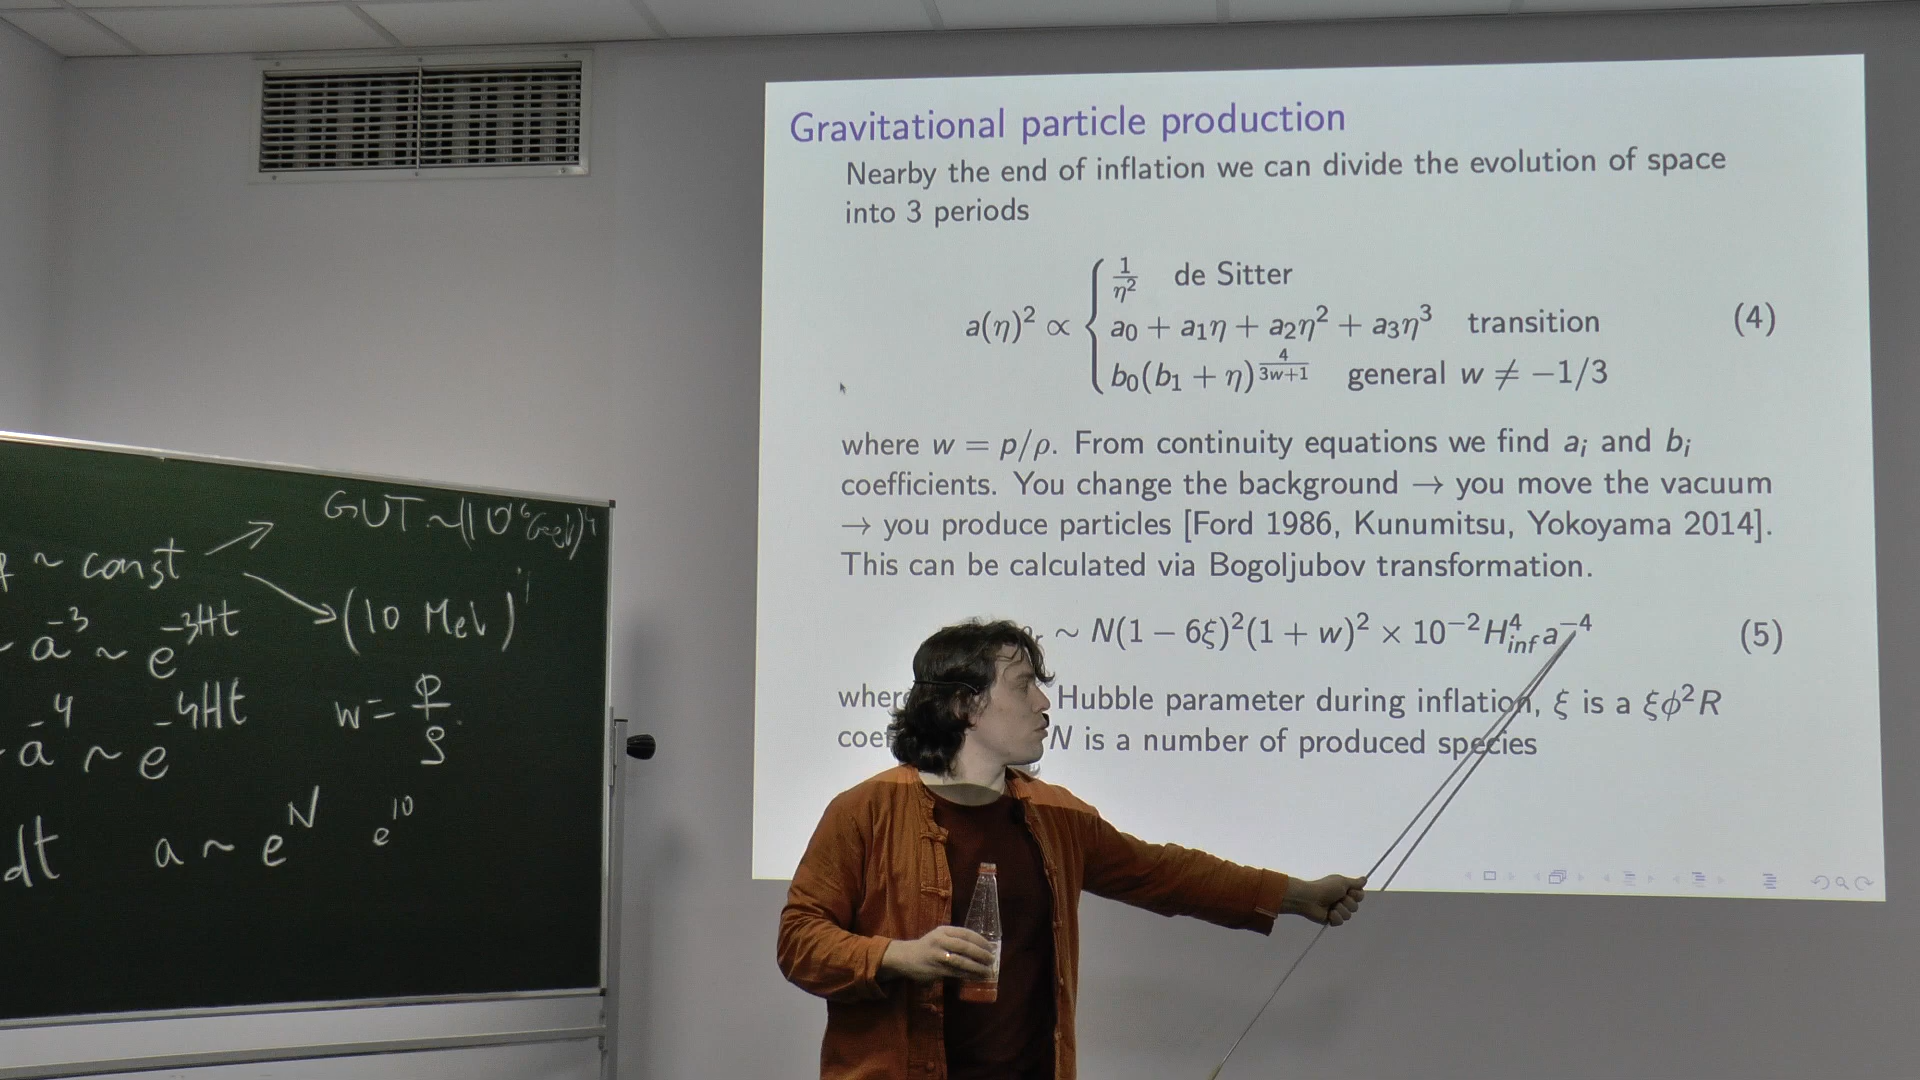 Gravitational particle production
Nearby the end of inflation we can divide the evolution of space
into 3 periods
a(η)² ∝ { 1/η² de Sitter
a₀ + a₁η + a₂η² + a₃η³ transition
b₀(b₁ + η)^{4/(3w+1)} general w ≠ −1/3
(4)
where w = p/ρ. From continuity equations we find aᵢ and bᵢ
coefficients. You change the background → you move the vacuum
→ you produce particles [Ford 1986, Kunumitsu, Yokoyama 2014].
This can be calculated via Bogoljubov transformation.
∼ N(1 − 6ξ)²(1 + w)² × 10⁻²H⁴_{inf}a⁻⁴ (5)
Hubble parameter during inflation, ξ is a ξϕ²R
N is a number of produced species
GUT ~
~ const
(10 MeV)
a⁻³ ~ e^{-3Ht}
a⁻⁴ ~ e^{-4Ht}
w = p/ρ
dt a ~ e^N e^{10}